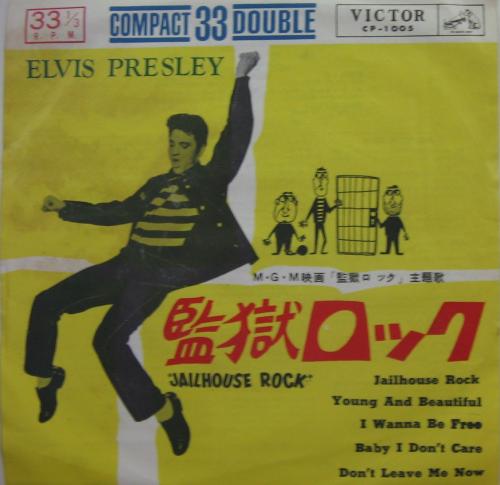 33 1/3
R. P. M.
COMPACT 33 DOUBLE
VICTOR
CP-1005
ELVIS PRESLEY
M・G・M映画「監獄ロック」主題歌
監獄ロック
"JAILHOUSE ROCK"
Jailhouse Rock
Young And Beautiful
I Wanna Be Free
Baby I Don't Care
Don't Leave Me Now